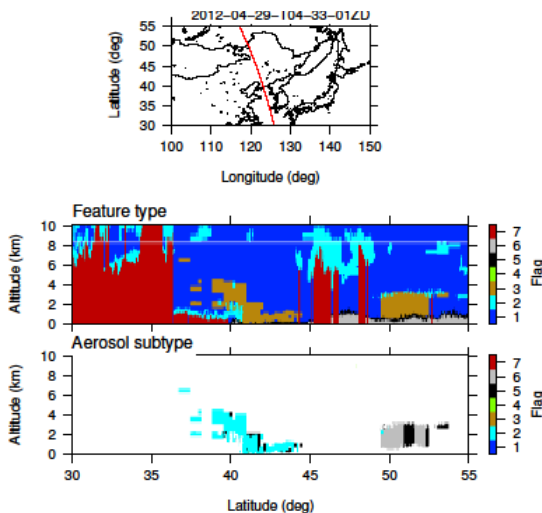 2012-04-29-T04-33-01ZD
Latitude (deg)
55
50
45
40
35
30
100 110 120 130 140 150
Longitude (deg)
Feature type
Altitude (km)
10
8
6
4
2
0
7
6
5
4
3
2
1
Flag
Aerosol subtype
Altitude (km)
10
8
6
4
2
0
7
6
5
4
3
2
1
Flag
30 35 40 45 50 55
Latitude (deg)